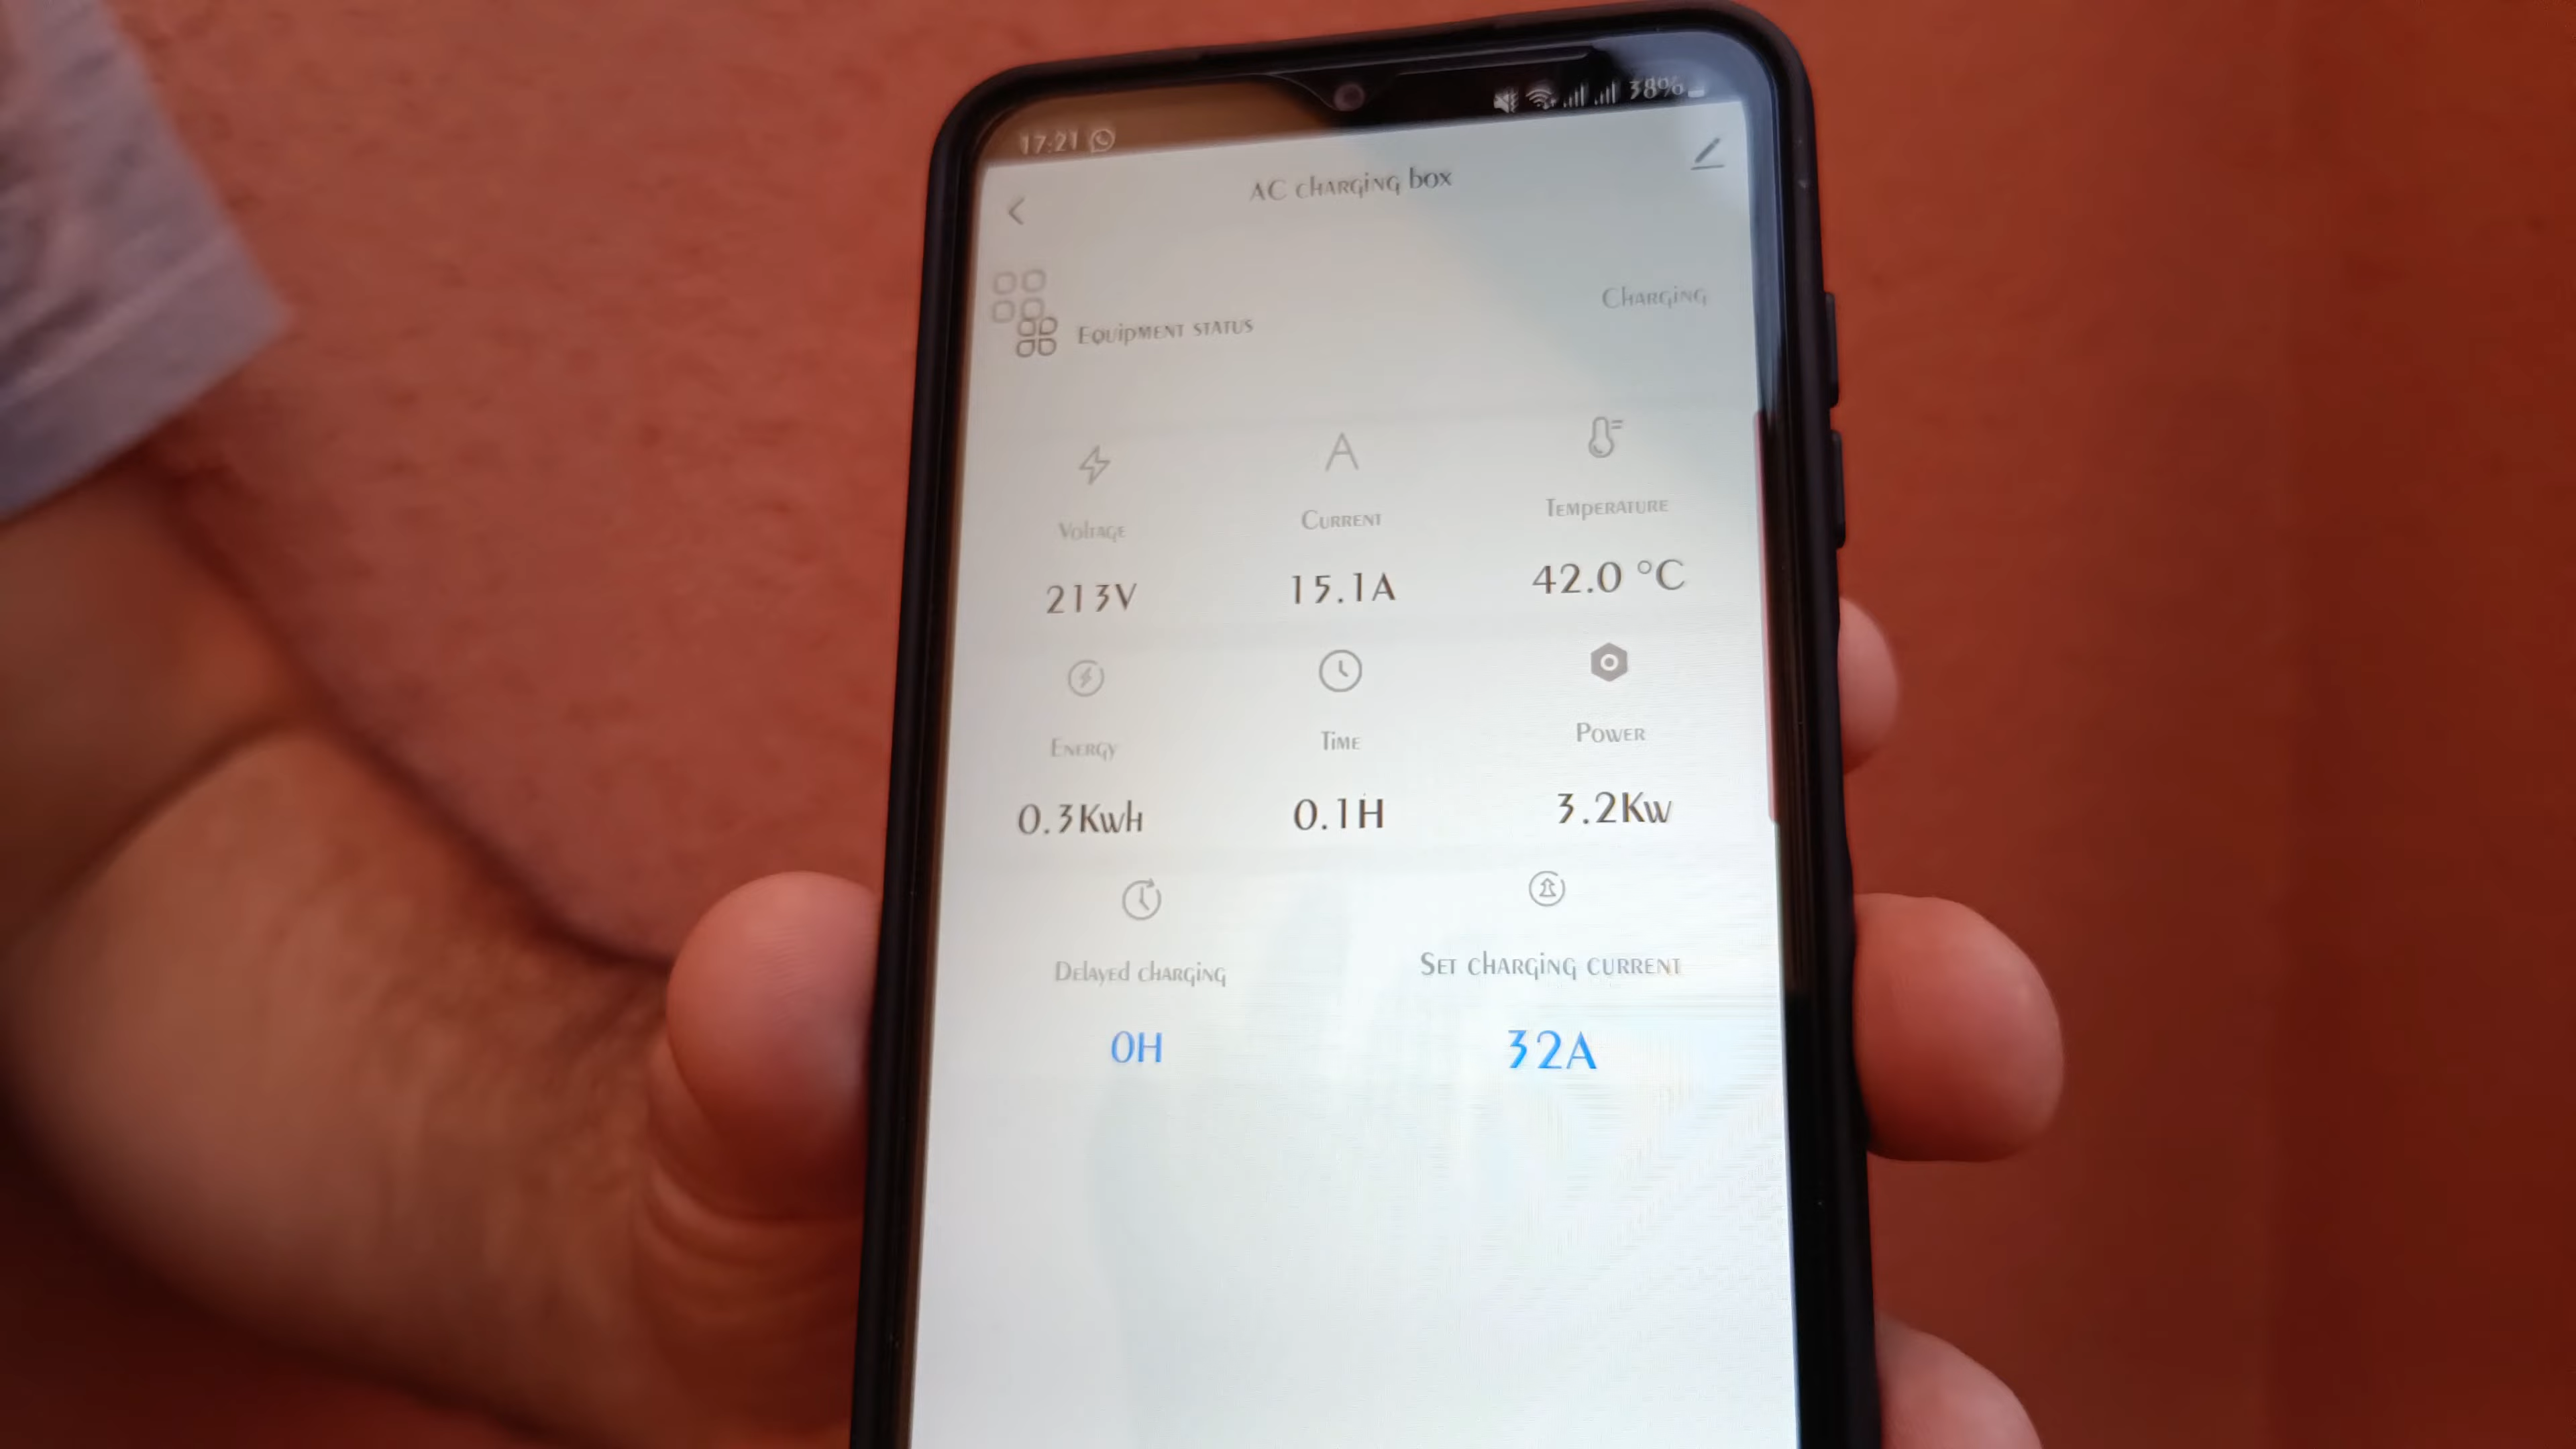 17:21
38%
AC charging box
Charging
Equipment status
Voltage
Current
Temperature
213V
15.1A
42.0 °C
Energy
Time
Power
0.3Kwh
0.1H
3.2Kw
Delayed charging
Set charging current
0H
32A